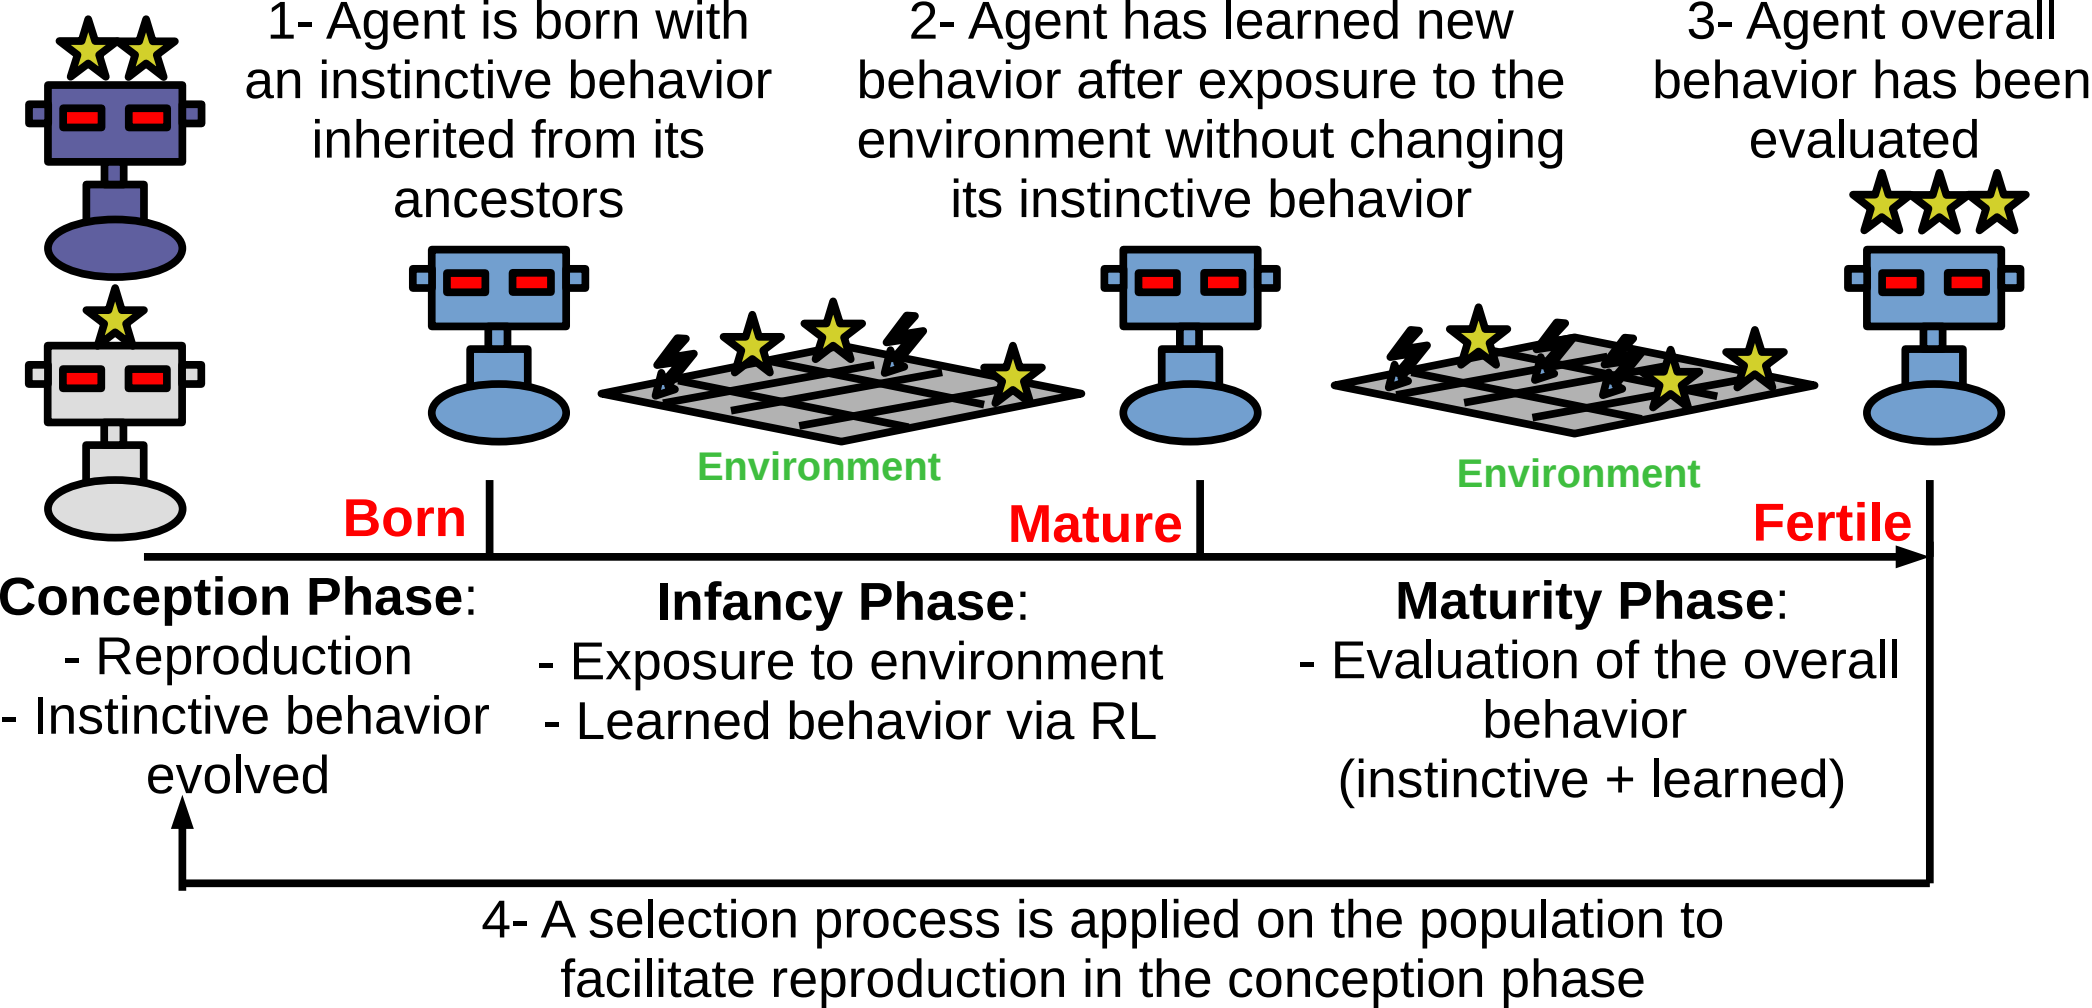 1- Agent is born with
an instinctive behavior
inherited from its
ancestors
2- Agent has learned new
behavior after exposure to the
environment without changing
its instinctive behavior
3- Agent overall
behavior has been
evaluated
Environment
Environment
Born
Mature
Fertile
Conception Phase:
- Reproduction
- Instinctive behavior
evolved
Infancy Phase:
- Exposure to environment
- Learned behavior via RL
Maturity Phase:
- Evaluation of the overall
behavior
(instinctive + learned)
4- A selection process is applied on the population to
facilitate reproduction in the conception phase